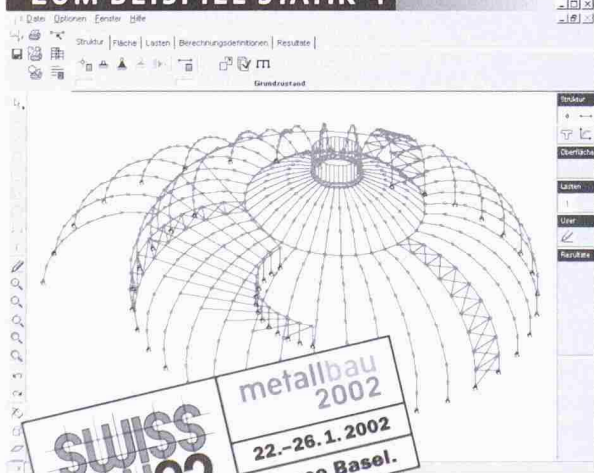 ZUM BEISPIEL STATIK
Datei Optionen Fenster Hilfe
Struktur Fläche Lasten Berechnungsdefinitionen Resultate
Grundzustand
Struktur
Oberfläche
Lasten
User
Resultate
metallbau
2002
SWISS
22.–26.1.2002
Basel.